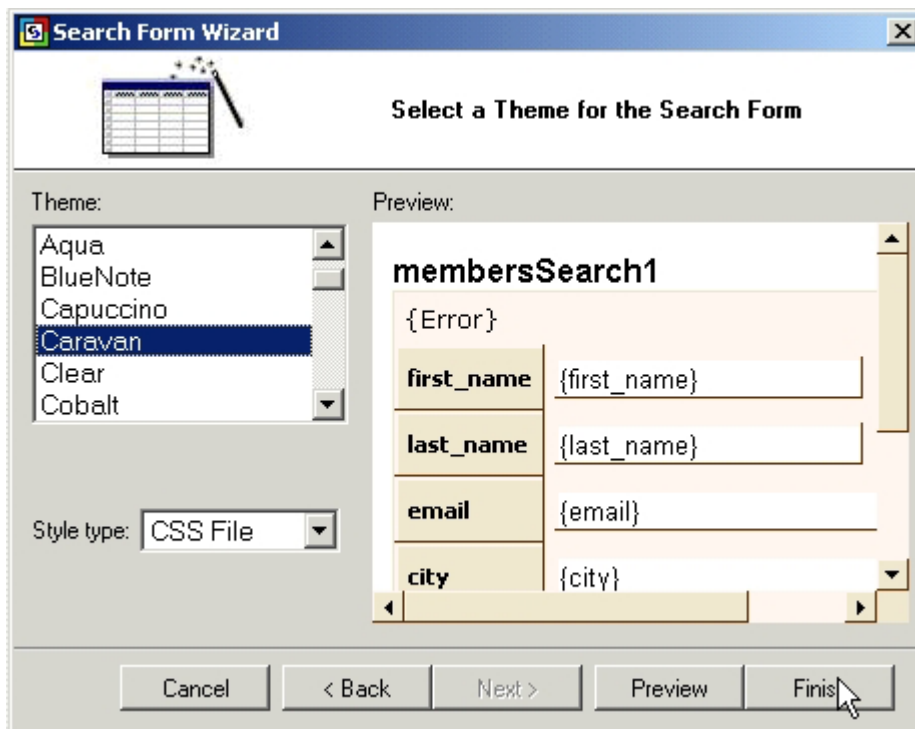 Search Form Wizard
Select a Theme for the Search Form
Theme:
Aqua
BlueNote
Capuccino
Caravan
Clear
Cobalt
Style type: CSS File
Preview:
membersSearch1
{Error}
first_name {first_name}
last_name {last_name}
email {email}
city {city}
Cancel < Back Next > Preview Finis